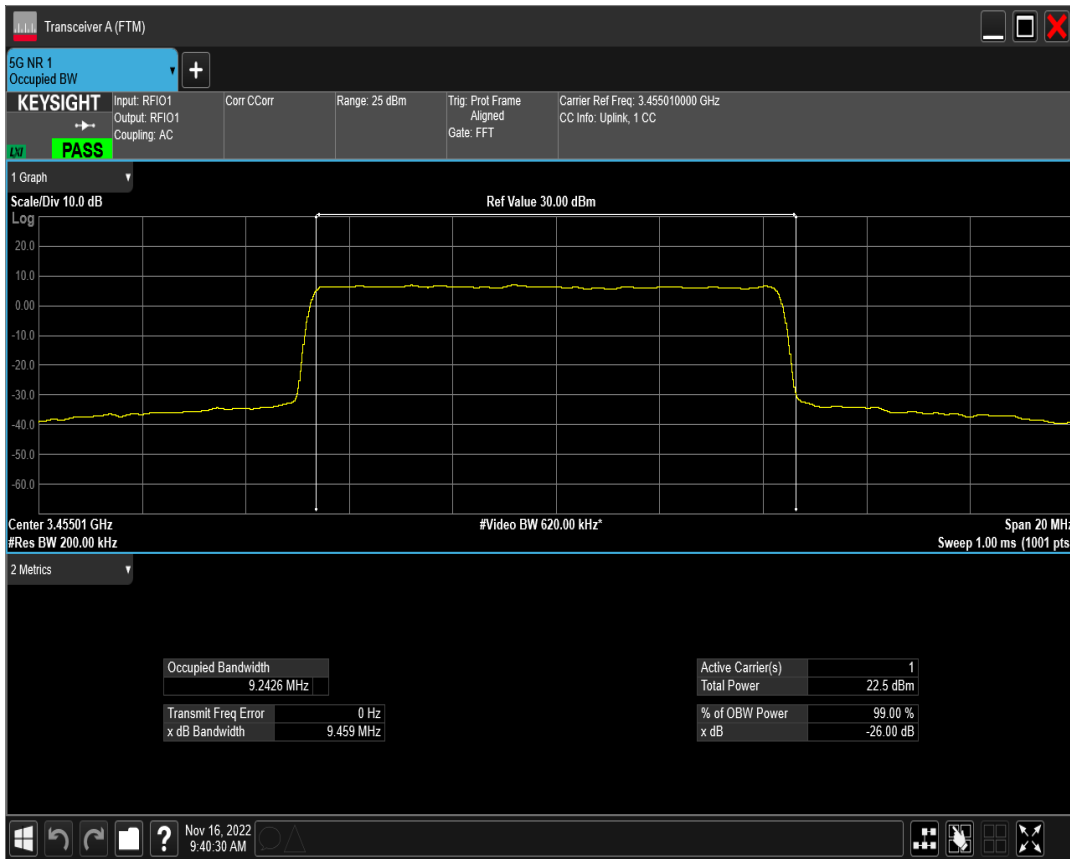 Transceiver A (FTM)
5G NR 1
Occupied BW
+
KEYSIGHT
LXI
PASS
Input: RFIO1
Output: RFIO1
Coupling: AC
Corr CCorr
Range: 25 dBm
Trig: Prot Frame
Aligned
Gate: FFT
Carrier Ref Freq: 3.455010000 GHz
CC Info: Uplink, 1 CC
1 Graph
Scale/Div 10.0 dB
Ref Value 30.00 dBm
Log
20.0
10.0
0.00
-10.0
-20.0
-30.0
-40.0
-50.0
-60.0
Center 3.45501 GHz
#Video BW 620.00 kHz*
Span 20 MHz
#Res BW 200.00 kHz
Sweep 1.00 ms (1001 pts
2 Metrics
Occupied Bandwidth
9.2426 MHz
Transmit Freq Error 0 Hz
x dB Bandwidth 9.459 MHz
Active Carrier(s) 1
Total Power 22.5 dBm
% of OBW Power 99.00 %
x dB -26.00 dB
?
Nov 16, 2022
9:40:30 AM